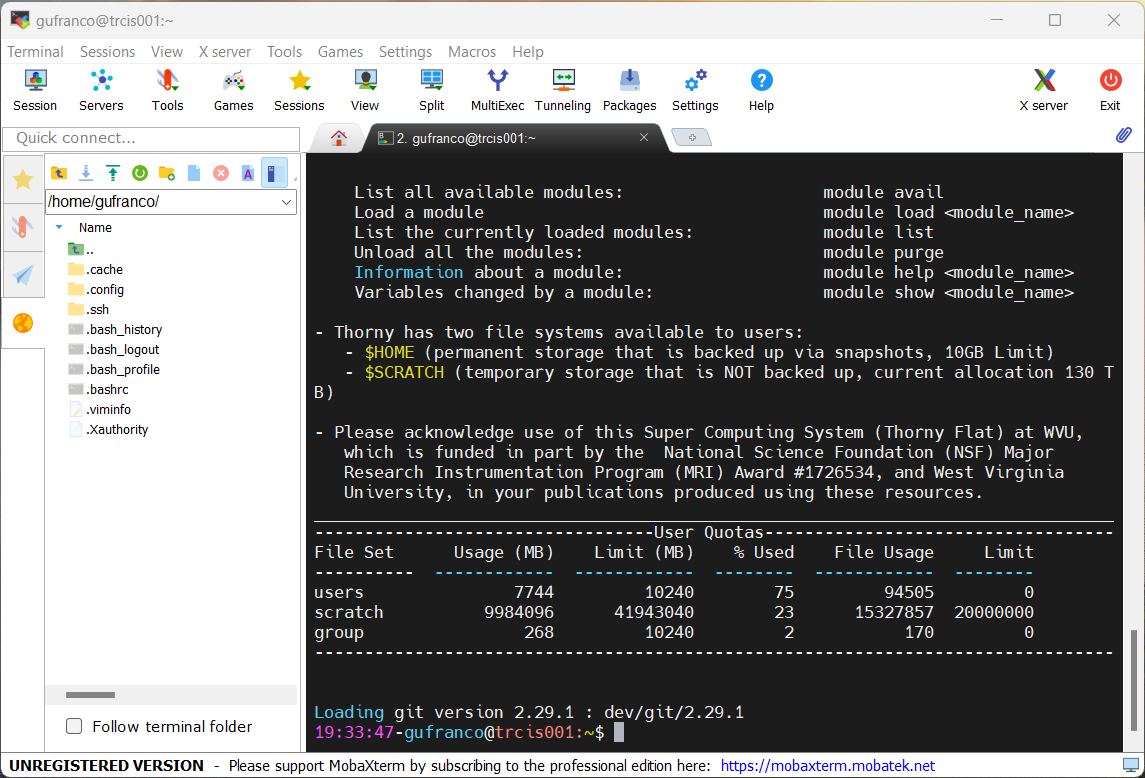 gufranco@trcis001:~
Terminal Sessions View X server Tools Games Settings Macros Help
Session Servers Tools Games Sessions View Split MultiExec Tunneling Packages Settings Help X server Exit
Quick connect...
2. gufranco@trcis001:~
/home/gufranco/
Name
..
.cache
.config
.ssh
.bash_history
.bash_logout
.bash_profile
.bashrc
.viminfo
.Xauthority
Follow terminal folder
List all available modules: module avail
Load a module module load <module_name>
List the currently loaded modules: module list
Unload all the modules: module purge
Information about a module: module help <module_name>
Variables changed by a module: module show <module_name>
- Thorny has two file systems available to users:
- $HOME (permanent storage that is backed up via snapshots, 10GB Limit)
- $SCRATCH (temporary storage that is NOT backed up, current allocation 130 T
B)
- Please acknowledge use of this Super Computing System (Thorny Flat) at WVU,
which is funded in part by the  National Science Foundation (NSF) Major
Research Instrumentation Program (MRI) Award #1726534, and West Virginia
University, in your publications produced using these resources.
________________________________________________________________________________
----------------------------------User Quotas-----------------------------------
File Set Usage (MB) Limit (MB) % Used File Usage Limit
---------- ------------ ------------ -------- ------------ --------
users 7744 10240 75 94505 0
scratch 9984096 41943040 23 15327857 20000000
group 268 10240 2 170 0
--------------------------------------------------------------------------------
Loading git version 2.29.1 : dev/git/2.29.1
19:33:47-gufranco@trcis001:~$
UNREGISTERED VERSION - Please support MobaXterm by subscribing to the professional edition here: https://mobaxterm.mobatek.net